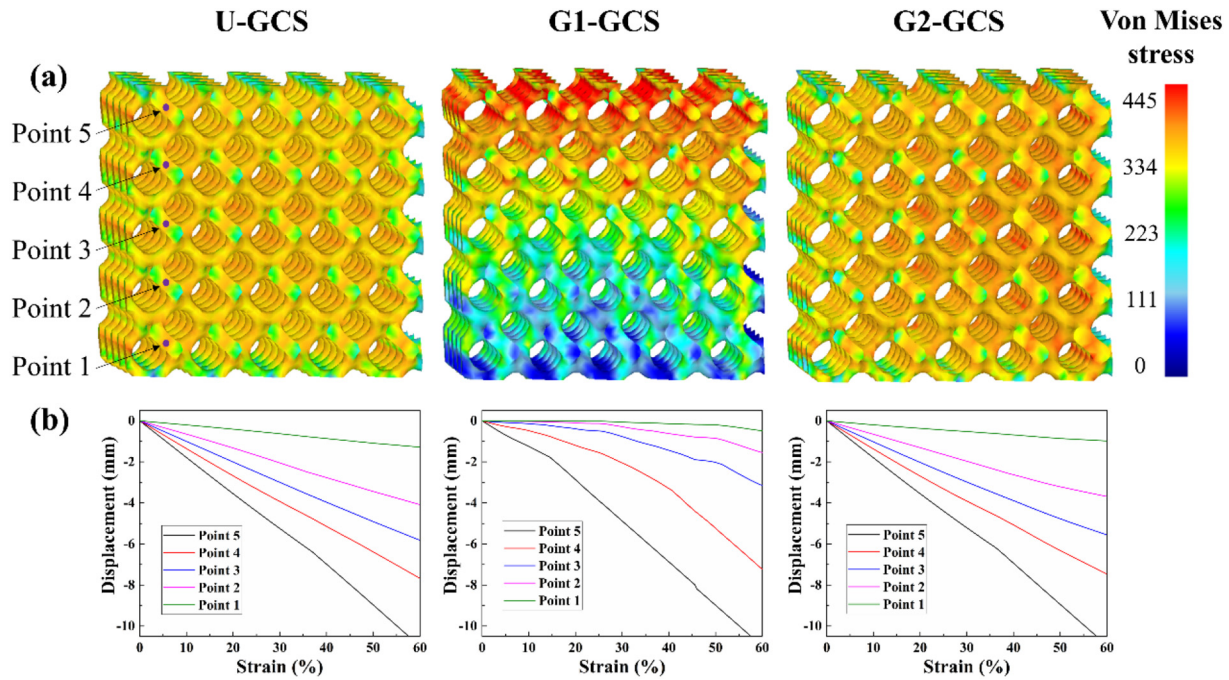 U-GCS
G1-GCS
G2-GCS
Von Mises
stress
(a)
Point 5
Point 4
Point 3
Point 2
Point 1
445
334
223
111
0
(b)
Displacement (mm)
0
-2
-4
-6
-8
-10
Point 5
Point 4
Point 3
Point 2
Point 1
0 10 20 30 40 50 60
Strain (%)
Displacement (mm)
0
-2
-4
-6
-8
-10
Point 5
Point 4
Point 3
Point 2
Point 1
0 10 20 30 40 50 60
Strain (%)
Displacement (mm)
0
-2
-4
-6
-8
-10
Point 5
Point 4
Point 3
Point 2
Point 1
0 10 20 30 40 50 60
Strain (%)